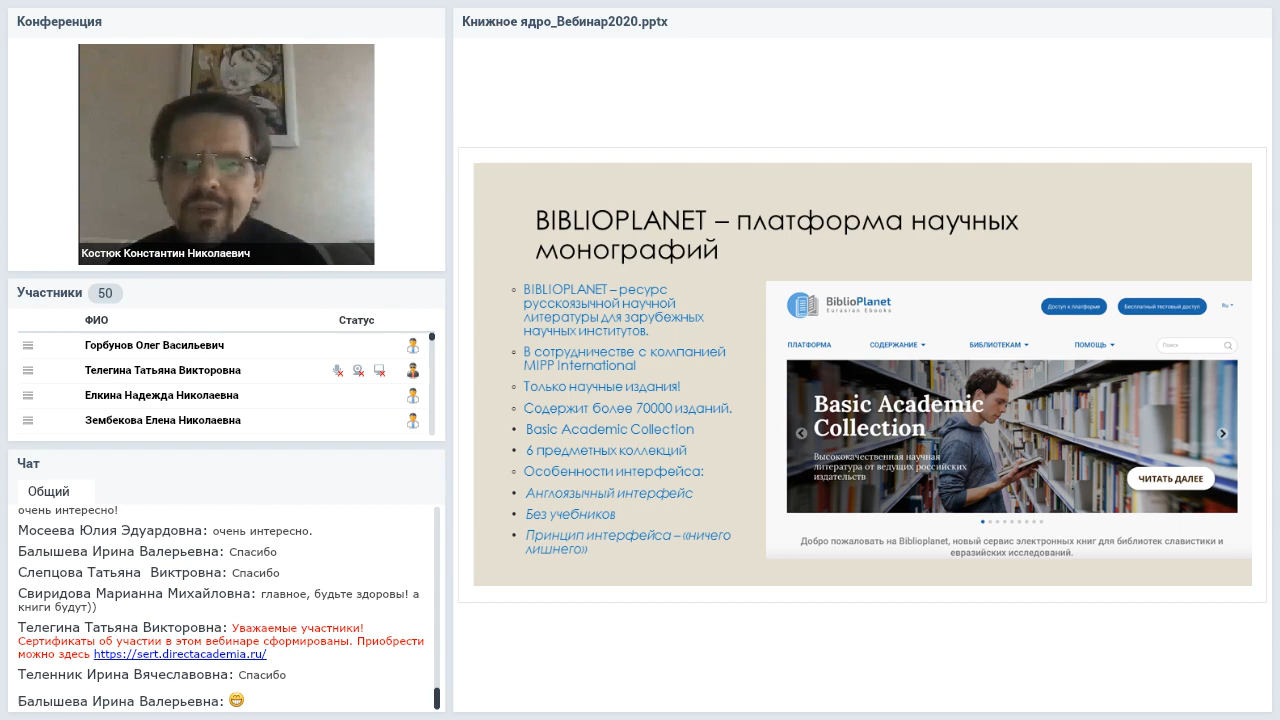 Конференция
Костюк Константин Николаевич
Участники 50
ФИО Статус
Горбунов Олег Васильевич
Телегина Татьяна Викторовна
Елкина Надежда Николаевна
Зембекова Елена Николаевна
Чат
Общий
очень интересно!
Мосеева Юлия Эдуардовна: очень интересно.
Балышева Ирина Валерьевна: Спасибо
Слепцова Татьяна Виктровна: Спасибо
Свиридова Марианна Михайловна: главное, будьте здоровы! а
книги будут))
Телегина Татьяна Викторовна: Уважаемые участники!
Сертификаты об участии в этом вебинаре сформированы. Приобрести
можно здесь https://sert.directacademia.ru/
Теленник Ирина Вячеславовна: Спасибо
Балышева Ирина Валерьевна:
Книжное ядро_Вебинар2020.pptx
BIBLIOPLANET – платформа научных
монографий
BIBLIOPLANET – ресурс
русскоязычной научной
литературы для зарубежных
научных институтов.
В сотрудничестве с компанией
MIPP International
Только научные издания!
Содержит более 70000 изданий.
Basic Academic Collection
6 предметных коллекций
Особенности интерфейса:
Англоязычный интерфейс
Без учебников
Принцип интерфейса – «ничего
лишнего»
BiblioPlanet
Eurasian Ebooks
Доступ к платформе
Бесплатный тестовый доступ
Ru
ПЛАТФОРМА СОДЕРЖАНИЕ БИБЛИОТЕКАМ ПОМОЩЬ Поиск
Basic Academic
Collection
Высококачественная научная
литература от ведущих российских
издательств
ЧИТАТЬ ДАЛЕЕ
Добро пожаловать на Biblioplanet, новый сервис электронных книг для библиотек славистики и
евразийских исследований.